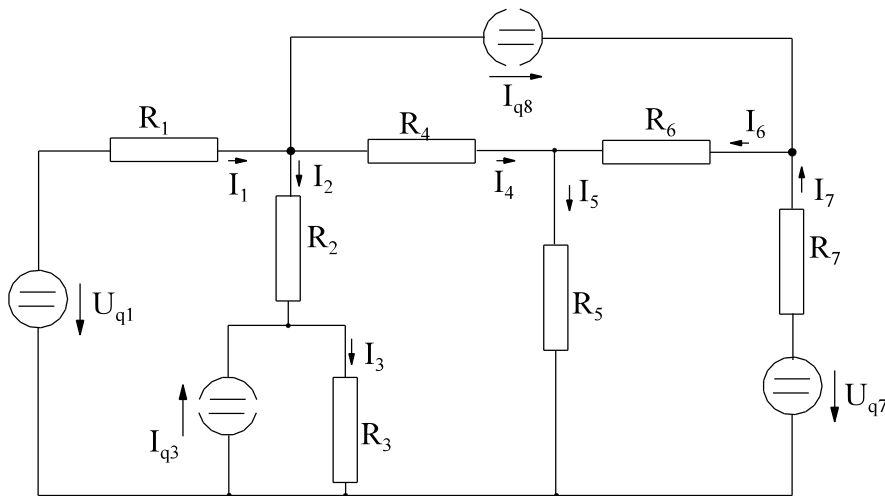 I_q8
R_1
R_4
R_6
I_6
I_1
I_2
I_4
I_5
I_7
R_2
R_7
U_q1
R_5
I_3
U_q7
I_q3
R_3